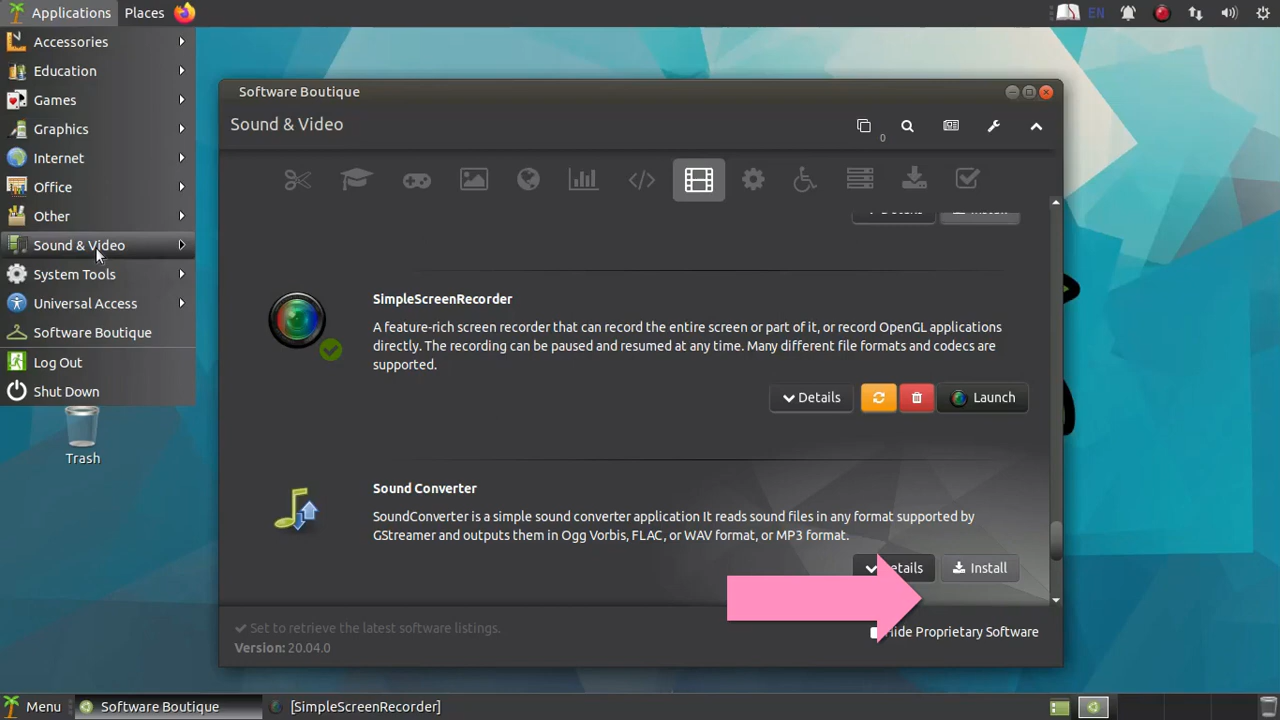 Applications Places EN
Accessories
Education
Games
Graphics
Internet
Office
Other
Sound & Video
System Tools
Universal Access
Software Boutique
Log Out
Shut Down
Trash
Software Boutique
Sound & Video
0
SimpleScreenRecorder
A feature-rich screen recorder that can record the entire screen or part of it, or record OpenGL applications
directly. The recording can be paused and resumed at any time. Many different file formats and codecs are
supported.
Details Launch
Sound Converter
SoundConverter is a simple sound converter application It reads sound files in any format supported by
GStreamer and outputs them in Ogg Vorbis, FLAC, or WAV format, or MP3 format.
Details Install
Set to retrieve the latest software listings.
Hide Proprietary Software
Version: 20.04.0
Menu Software Boutique [SimpleScreenRecorder]